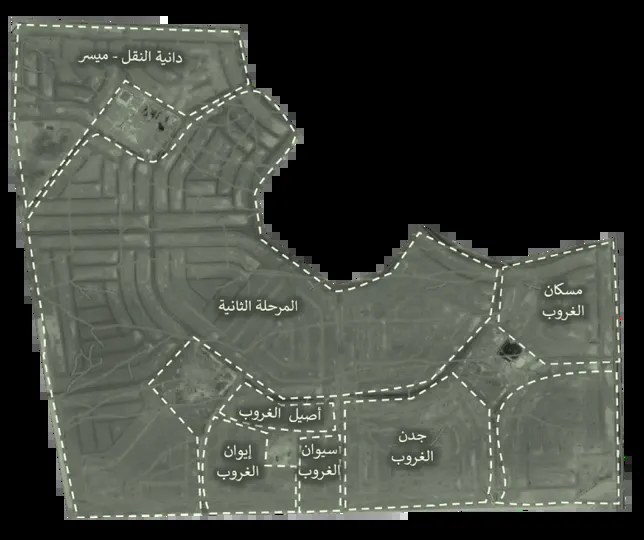 دانية النقل - ميسر
مسكان
الغروب
المرحلة الثانية
أصيل الغروب
جدن
الغروب
سيوان
الغروب
إيوان
الغروب